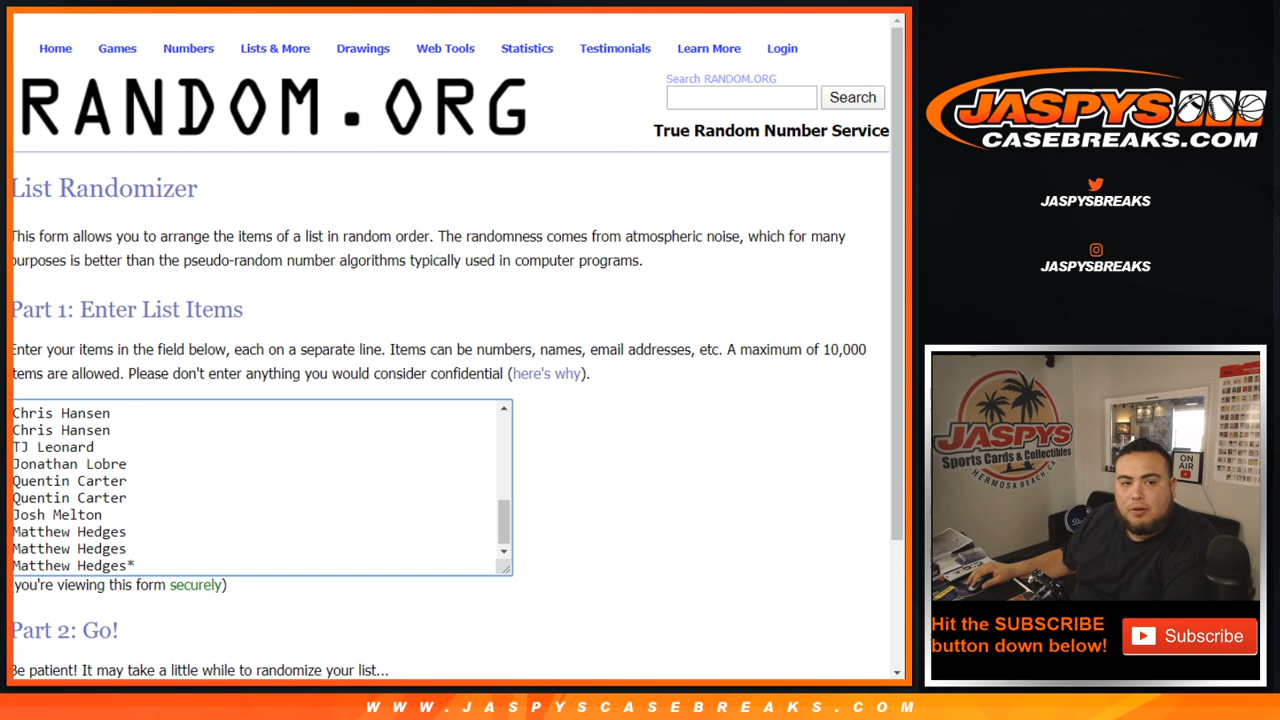 Home Games Numbers Lists & More Drawings Web Tools Statistics Testimonials Learn More Login
RANDOM.ORG
Search RANDOM.ORG
Search
True Random Number Service
List Randomizer
This form allows you to arrange the items of a list in random order. The randomness comes from atmospheric noise, which for many
purposes is better than the pseudo-random number algorithms typically used in computer programs.
Part 1: Enter List Items
Enter your items in the field below, each on a separate line. Items can be numbers, names, email addresses, etc. A maximum of 10,000
items are allowed. Please don't enter anything you would consider confidential (here's why).
Chris Hansen
Chris Hansen
TJ Leonard
Jonathan Lobre
Quentin Carter
Quentin Carter
Josh Melton
Matthew Hedges
Matthew Hedges
Matthew Hedges*
(you're viewing this form securely)
Part 2: Go!
Be patient! It may take a little while to randomize your list...
JASPYS
CASEBREAKS.COM
JASPYSBREAKS
JASPYSBREAKS
JASPYS
Sports Cards & Collectibles
HERMOSA BEACH, CA
ON
AIR
Hit the SUBSCRIBE
button down below!
Subscribe
WWW.JASPYSCASEBREAKS.COM